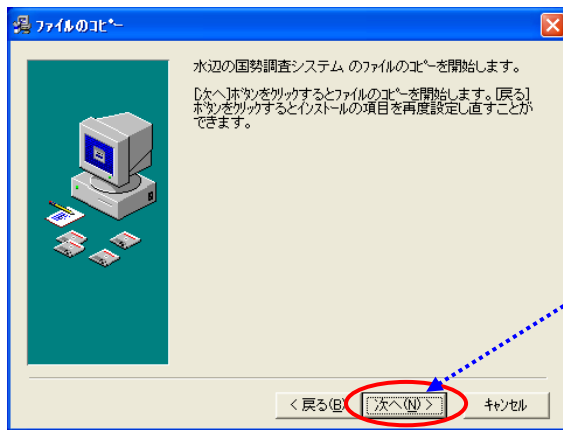 ファイルのコピー
水辺の国勢調査システム のファイルのコピーを開始します。
[次へ]ボタンをクリックするとファイルのコピーを開始します。[戻る]
ボタンをクリックするとインストールの項目を再度設定し直すことが
できます。
< 戻る(B) 次へ(N) > キャンセル